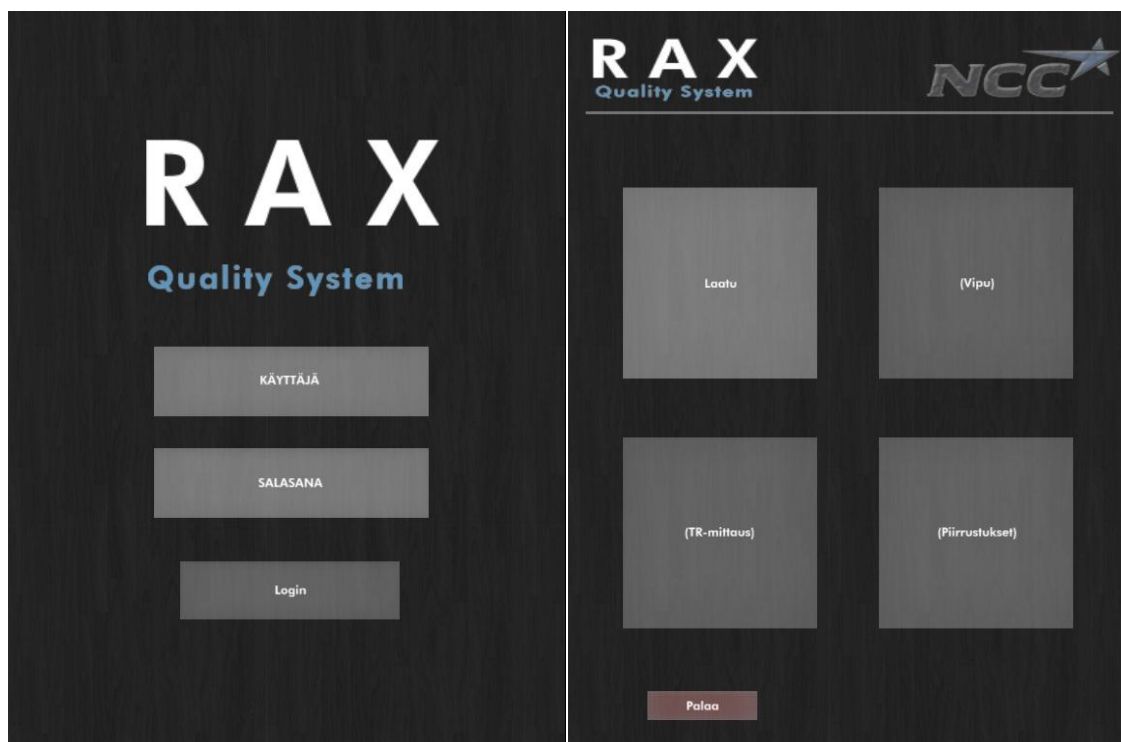 RAX
Quality System
KÄYTTÄJÄ
SALASANA
Login
RAX
Quality System
NCC
Laatu
(Vipu)
(TR-mittaus)
(Piirrustukset)
Palaa